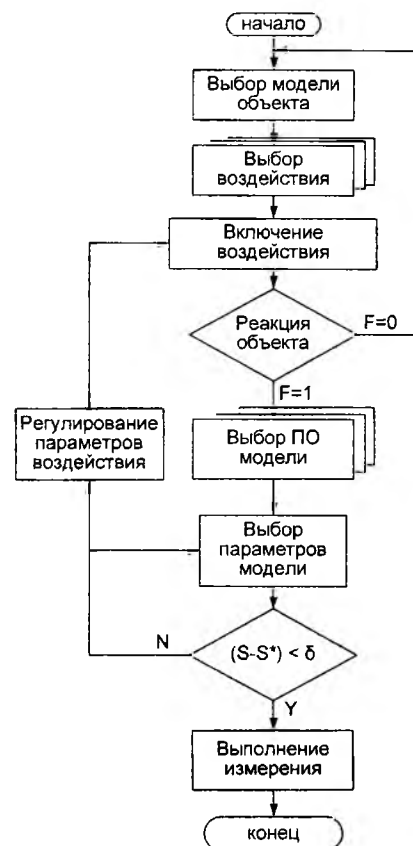 начало
Выбор модели
объекта
Выбор
воздействия
Включение
воздействия
Реакция
объекта
F=0
F=1
Регулирование
параметров
воздействия
Выбор ПО
модели
Выбор
параметров
модели
N
(S-S*) < δ
Y
Выполнение
измерения
конец